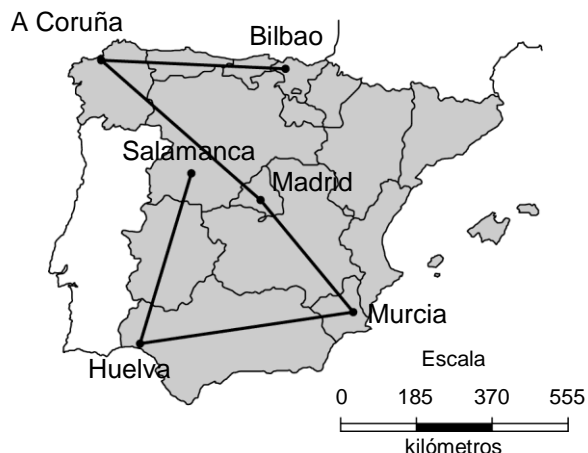 A Coruña
Bilbao
Salamanca
Madrid
Murcia
Huelva
Escala
0 185 370 555
kilómetros